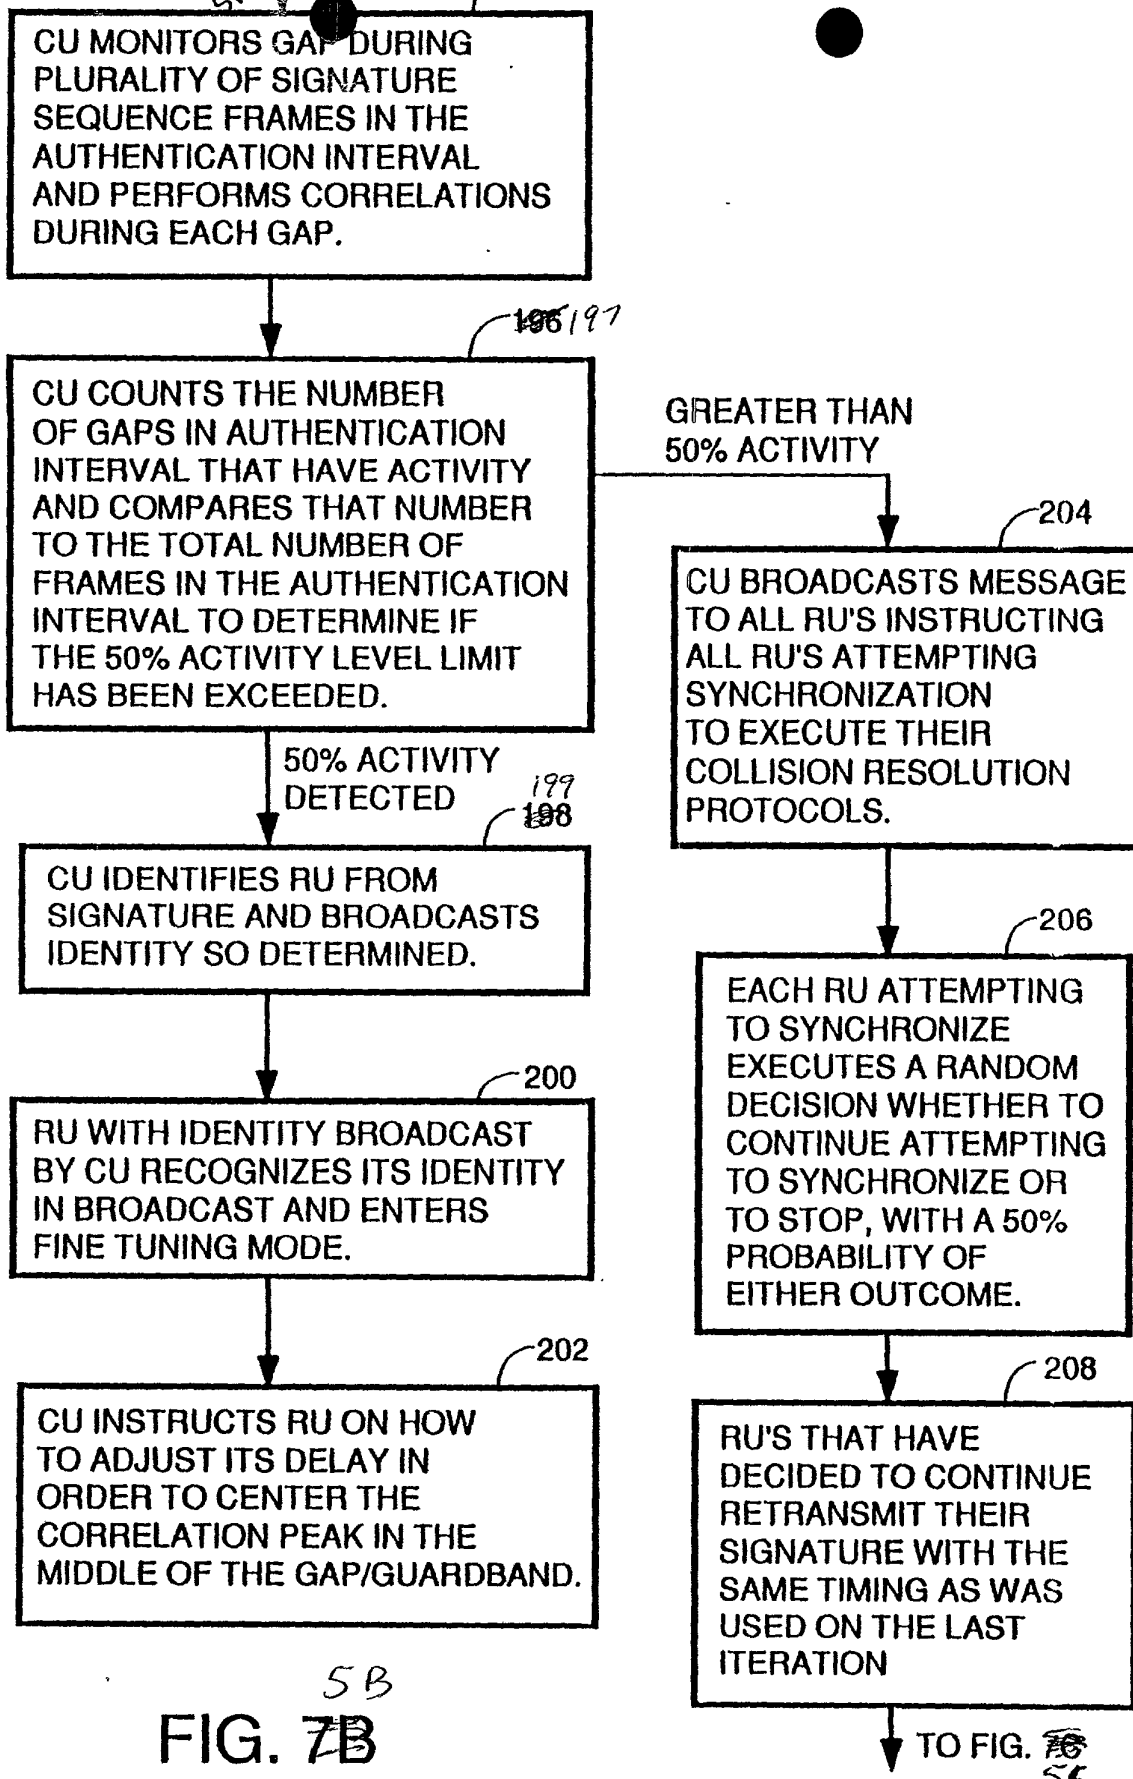 CU MONITORS GAP DURING
PLURALITY OF SIGNATURE
SEQUENCE FRAMES IN THE
AUTHENTICATION INTERVAL
AND PERFORMS CORRELATIONS
DURING EACH GAP.
196 197
CU COUNTS THE NUMBER
OF GAPS IN AUTHENTICATION
INTERVAL THAT HAVE ACTIVITY
AND COMPARES THAT NUMBER
TO THE TOTAL NUMBER OF
FRAMES IN THE AUTHENTICATION
INTERVAL TO DETERMINE IF
THE 50% ACTIVITY LEVEL LIMIT
HAS BEEN EXCEEDED.
GREATER THAN
50% ACTIVITY
50% ACTIVITY
DETECTED
199
198
CU IDENTIFIES RU FROM
SIGNATURE AND BROADCASTS
IDENTITY SO DETERMINED.
200
RU WITH IDENTITY BROADCAST
BY CU RECOGNIZES ITS IDENTITY
IN BROADCAST AND ENTERS
FINE TUNING MODE.
202
CU INSTRUCTS RU ON HOW
TO ADJUST ITS DELAY IN
ORDER TO CENTER THE
CORRELATION PEAK IN THE
MIDDLE OF THE GAP/GUARDBAND.
204
CU BROADCASTS MESSAGE
TO ALL RU'S INSTRUCTING
ALL RU'S ATTEMPTING
SYNCHRONIZATION
TO EXECUTE THEIR
COLLISION RESOLUTION
PROTOCOLS.
206
EACH RU ATTEMPTING
TO SYNCHRONIZE
EXECUTES A RANDOM
DECISION WHETHER TO
CONTINUE ATTEMPTING
TO SYNCHRONIZE OR
TO STOP, WITH A 50%
PROBABILITY OF
EITHER OUTCOME.
208
RU'S THAT HAVE
DECIDED TO CONTINUE
RETRANSMIT THEIR
SIGNATURE WITH THE
SAME TIMING AS WAS
USED ON THE LAST
ITERATION
TO FIG. 7C
5B
FIG. 7B